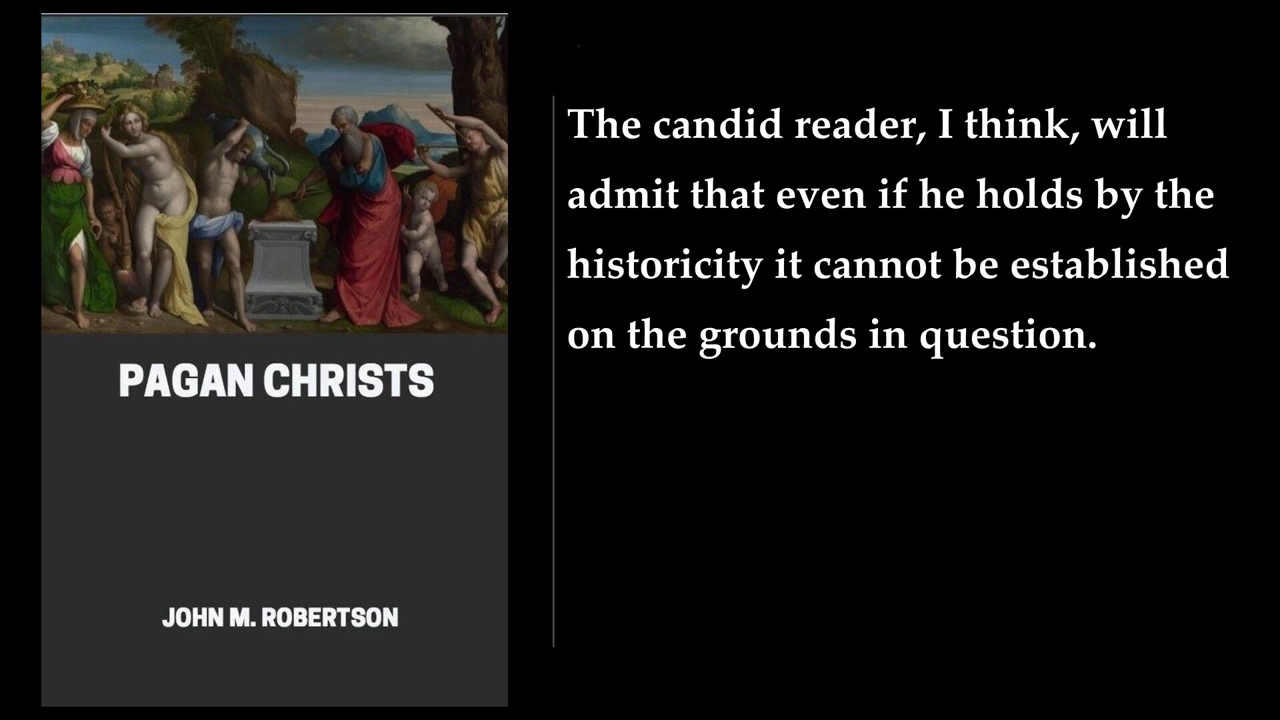 PAGAN CHRISTS
JOHN M. ROBERTSON
The candid reader, I think, will
admit that even if he holds by the
historicity it cannot be established
on the grounds in question.